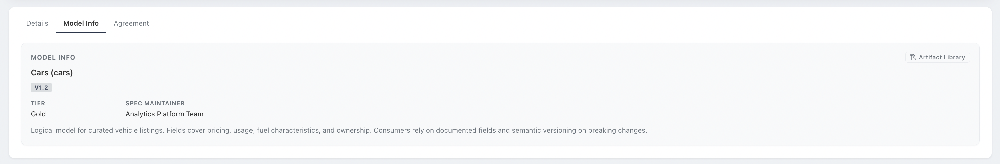 Details Model Info Agreement
MODEL INFO
Artifact Library
Cars (cars)
V1.2
TIER SPEC MAINTAINER
Gold Analytics Platform Team
Logical model for curated vehicle listings. Fields cover pricing, usage, fuel characteristics, and ownership. Consumers rely on documented fields and semantic versioning on breaking changes.